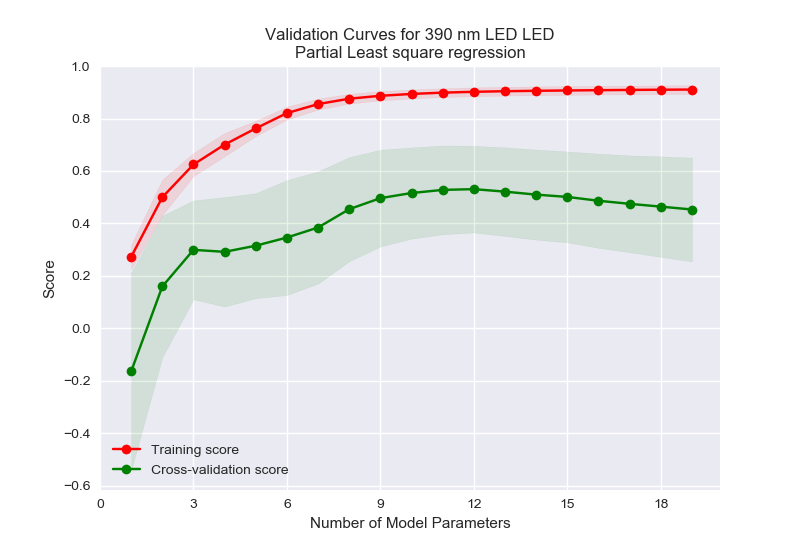 Validation Curves for 390 nm LED LED
Partial Least square regression
1.0
0.8
0.6
0.4
0.2
0.0
−0.2
−0.4
−0.6
Score
Training score
Cross-validation score
0 3 6 9 12 15 18
Number of Model Parameters